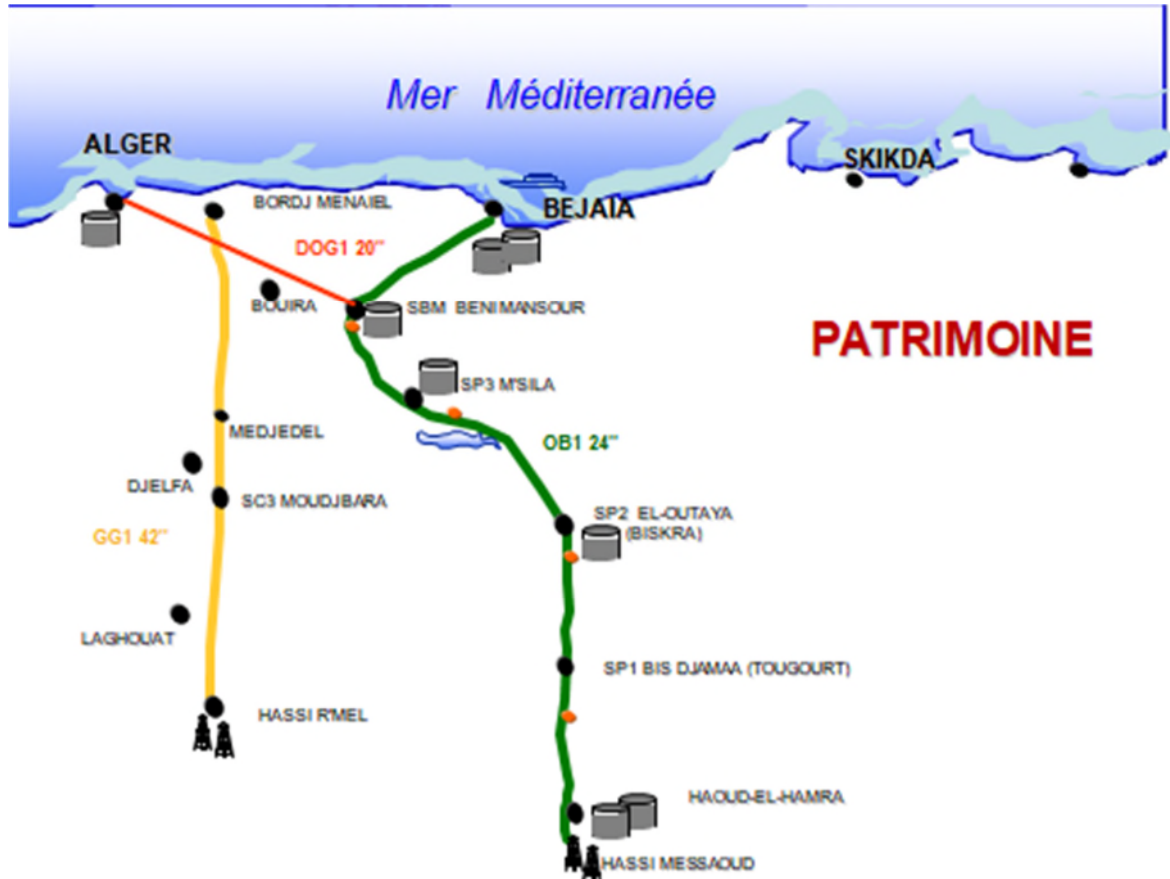 Mer Méditerranée
ALGER
SKIKDA
BORDJ MENAIEL
BEJAIA
DOG1 20'''
BOUIRA
SBM BENIMANSOUR
PATRIMOINE
SP3 M'SILA
MEDJEDEL
OB1 24'''
DJELFA
SC3 MOUDJBARA
SP2 EL-OUTAYA
(BISKRA)
GG1 42'''
LAGHOUAT
SP1 BIS DJAMAA (TOUGOURT)
HASSI R'MEL
HAOUD-EL-HAMRA
HASSI MESSAOUD